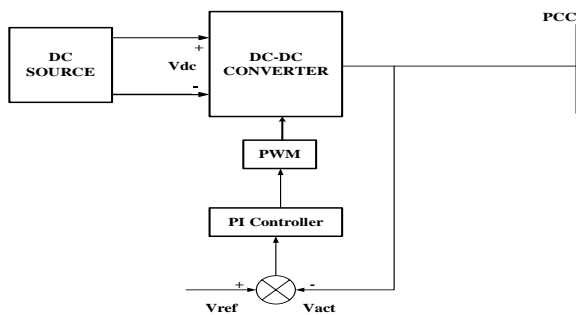 PCC
DC
SOURCE
+
Vdc
-
DC-DC
CONVERTER
PWM
PI Controller
+
-
Vref
Vact